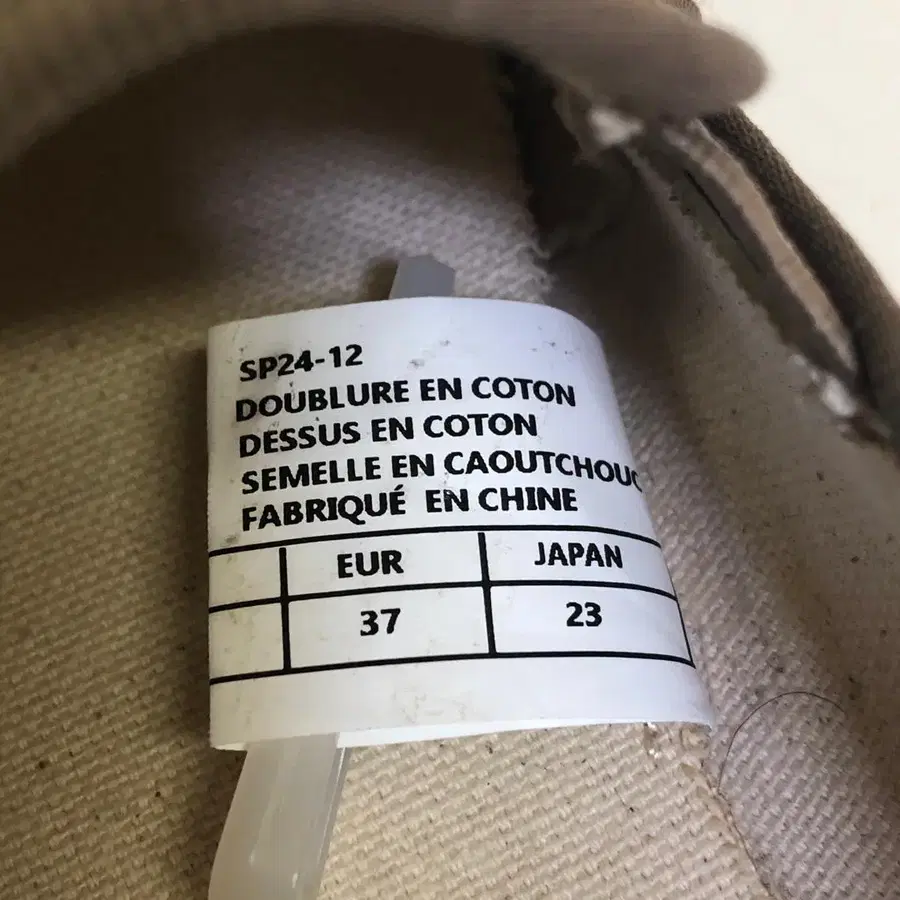 SP24-12
DOUBLURE EN COTON
DESSUS EN COTON
SEMELLE EN CAOUTCHOUC
FABRIQUÉ EN CHINE
EUR JAPAN
37 23